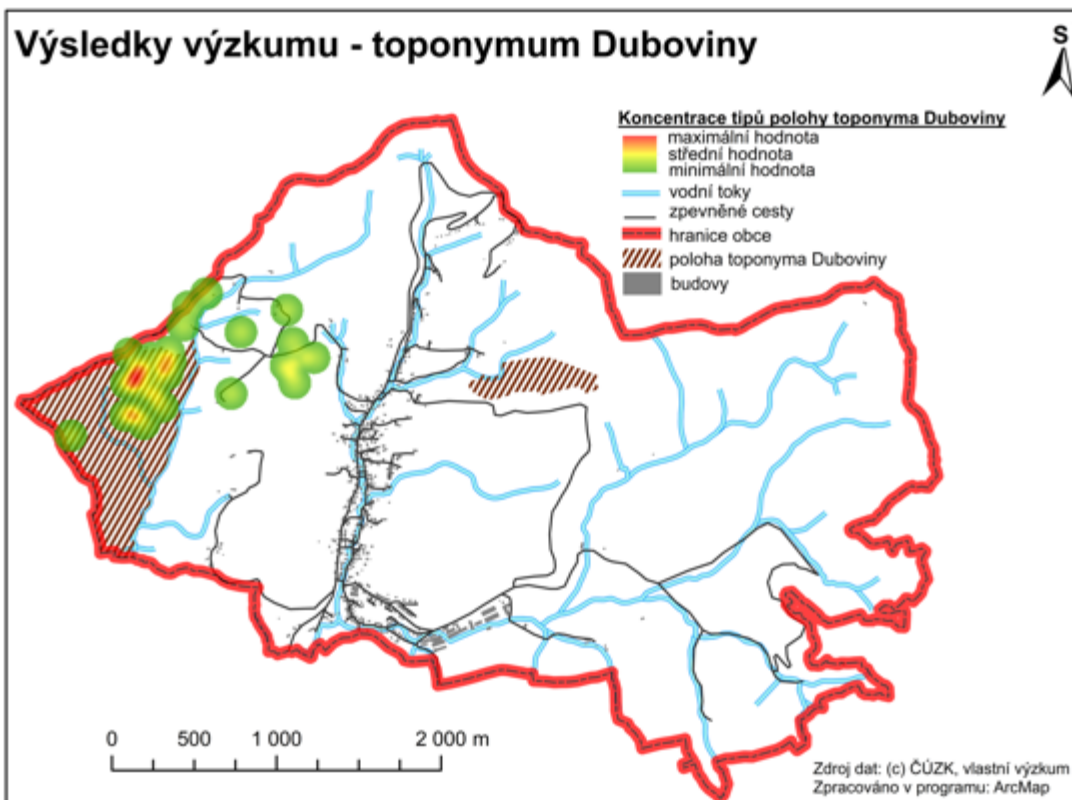 Výsledky výzkumu - toponymum Duboviny
S
Koncentrace tipů polohy toponyma Duboviny
maximální hodnota
střední hodnota
minimální hodnota
vodní toky
zpevněné cesty
hranice obce
poloha toponyma Duboviny
budovy
0 500 1 000 2 000 m
Zdroj dat: (c) ČÚZK, vlastní výzkum
Zpracováno v programu: ArcMap